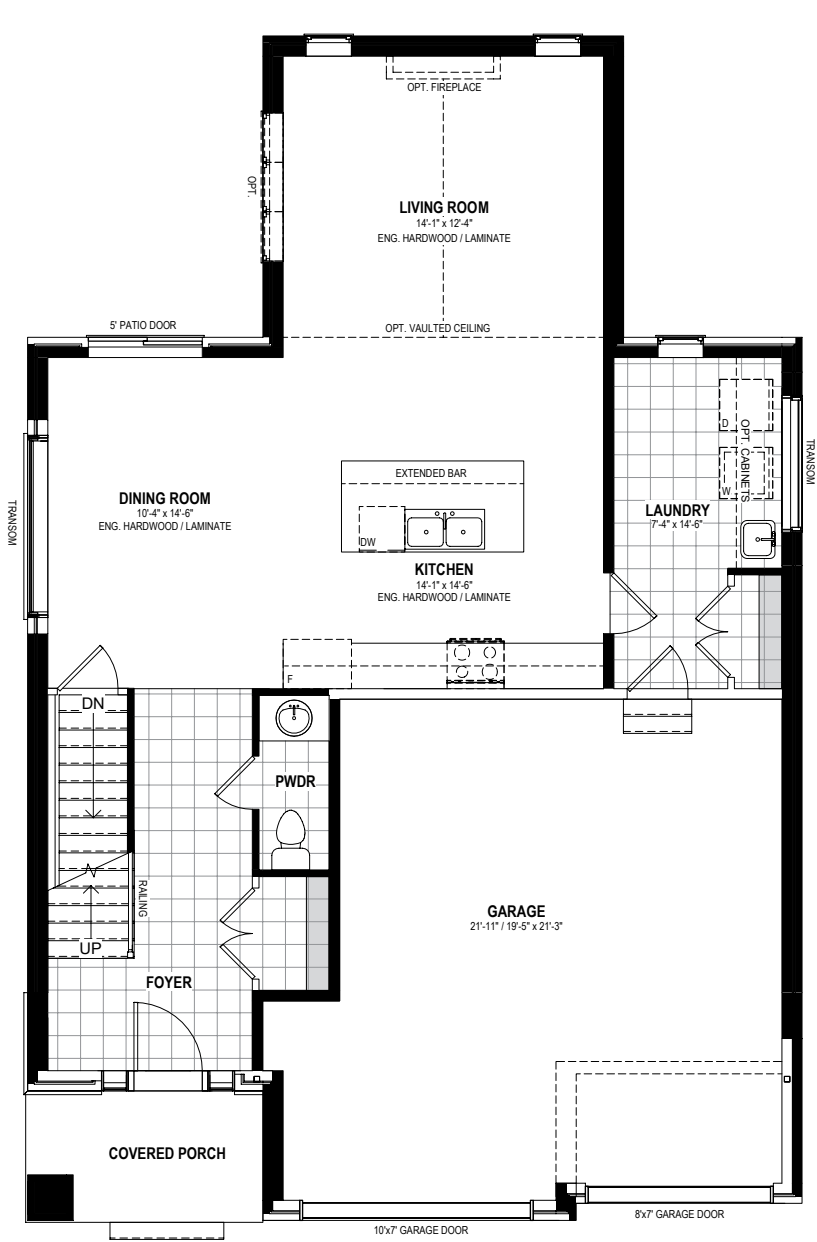 OPT. FIREPLACE
OPT.
LIVING ROOM
14'-1" x 12'-4"
ENG. HARDWOOD / LAMINATE
5' PATIO DOOR
OPT. VAULTED CEILING
TRANSOM
DINING ROOM
10'-4" x 14'-6"
ENG. HARDWOOD / LAMINATE
EXTENDED BAR
DW
KITCHEN
14'-1" x 14'-6"
ENG. HARDWOOD / LAMINATE
D
OPT. CABINETS
W
TRANSOM
LAUNDRY
7'-4" x 14'-6"
F
DN
PWDR
RAILING
UP
FOYER
GARAGE
21'-11" / 19'-5" x 21'-3"
COVERED PORCH
10'x7' GARAGE DOOR
8'x7' GARAGE DOOR